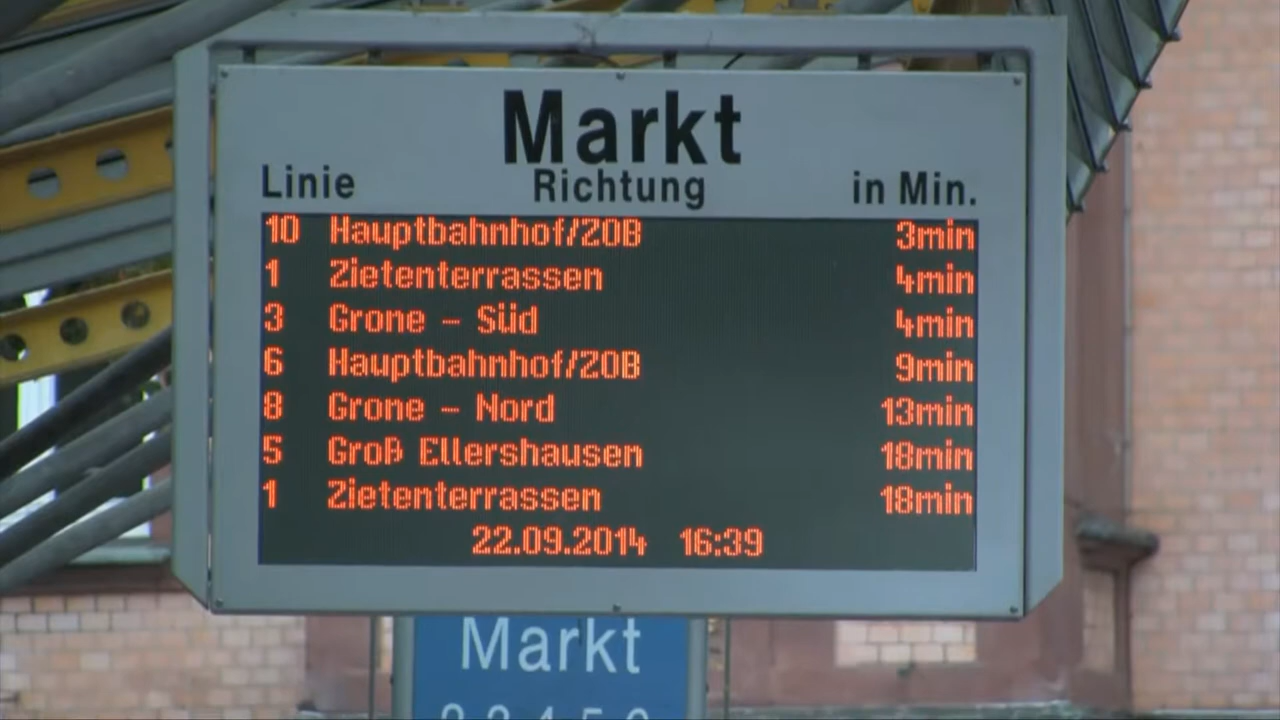 Markt
Linie Richtung in Min.
10 Hauptbahnhof/ZOB 3min
1 Zietenterrassen 4min
3 Grone - Süd 4min
6 Hauptbahnhof/ZOB 9min
8 Grone - Nord 13min
5 Groß Ellershausen 18min
1 Zietenterrassen 18min
22.09.2014 16:39
Markt